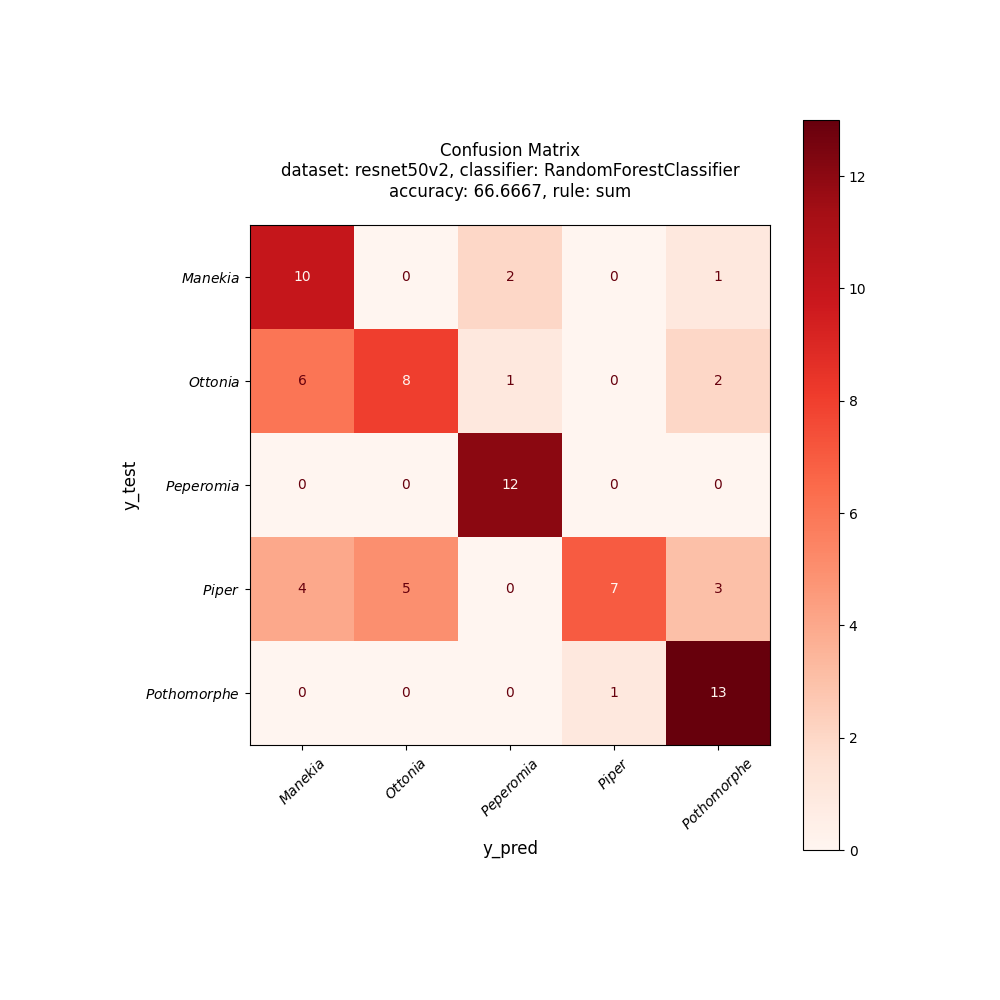 Confusion Matrix
dataset: resnet50v2, classifier: RandomForestClassifier
accuracy: 66.6667, rule: sum
Manekia 10 0 2 0 1
Ottonia 6 8 1 0 2
Peperomia 0 0 12 0 0
Piper 4 5 0 7 3
Pothomorphe 0 0 0 1 13
Manekia Ottonia Peperomia Piper Pothomorphe
y_pred
y_test
12
10
8
6
4
2
0